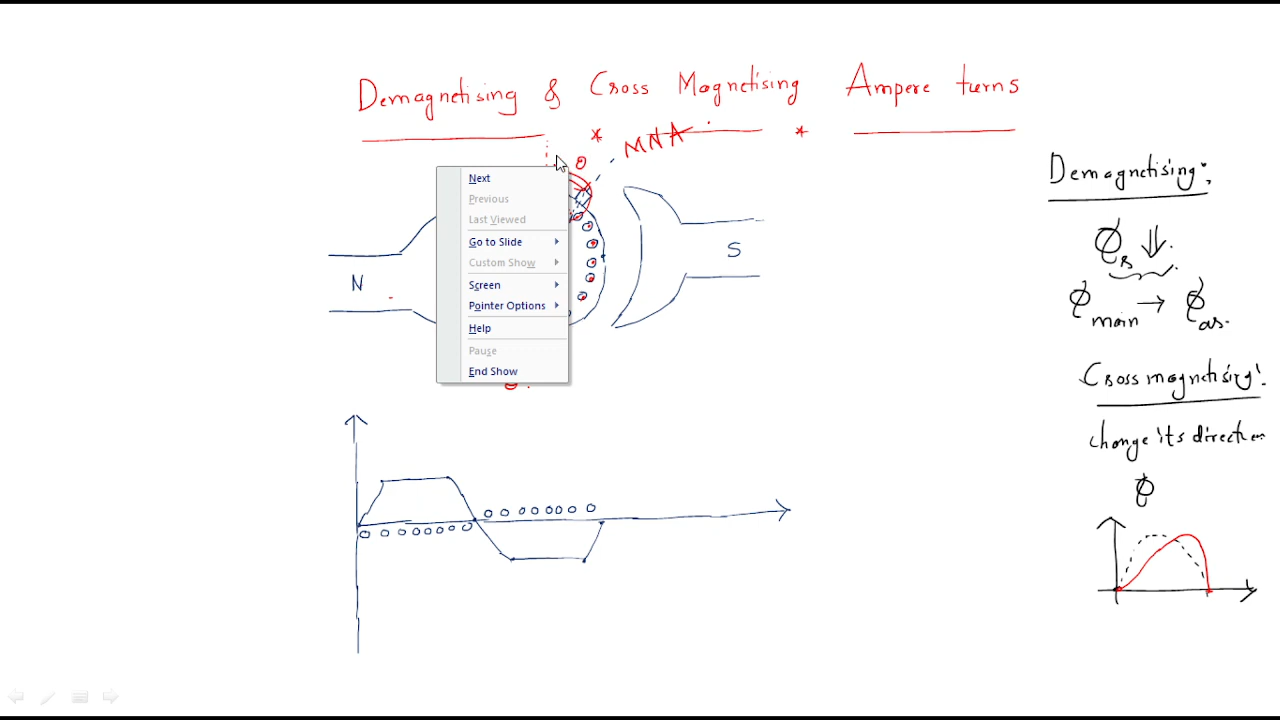 Demagnetising & Cross Magnetising Ampere turns
* *
MNA
θ
Next
Previous
Last Viewed
Go to Slide
Custom Show
Screen
Pointer Options
Help
Pause
End Show
N
S
Demagnetising:
ϕ
ϕmain → ϕ
Cross magnetising:
change its direction
ϕ